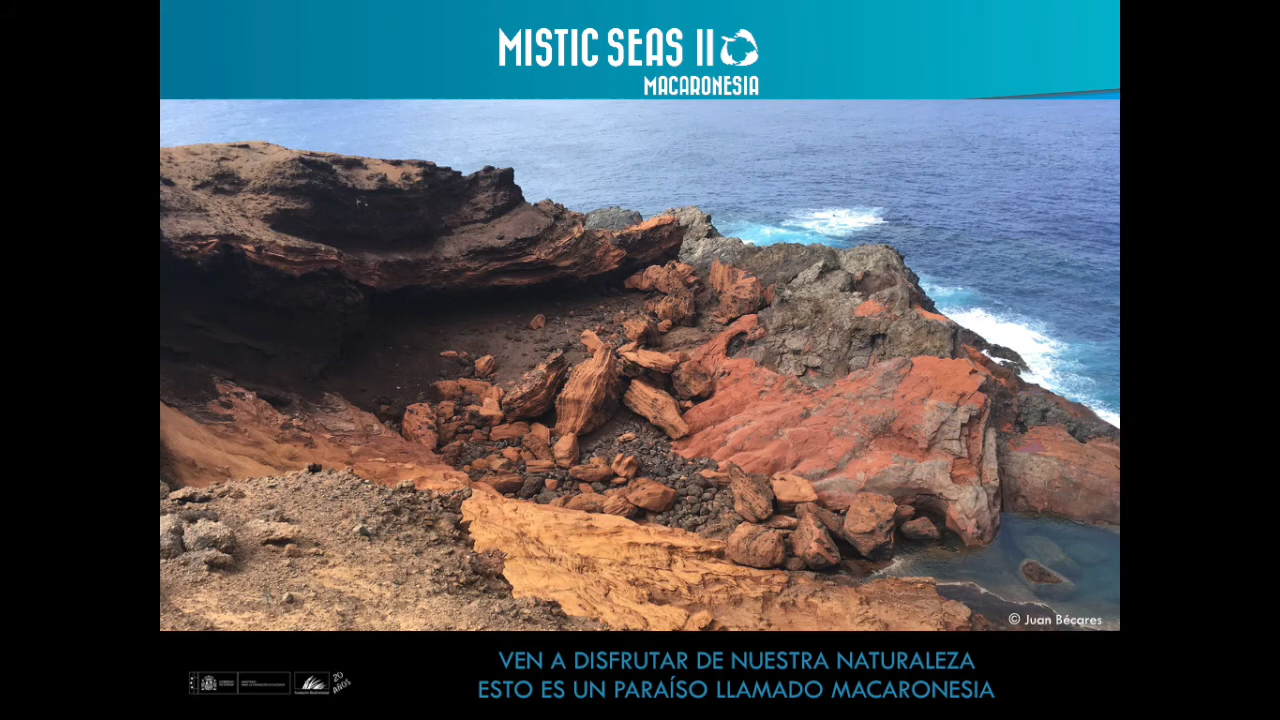 MISTIC SEAS II
MACARONESIA
© Juan Bécares
VEN A DISFRUTAR DE NUESTRA NATURALEZA
ESTO ES UN PARAÍSO LLAMADO MACARONESIA
20
AÑOS